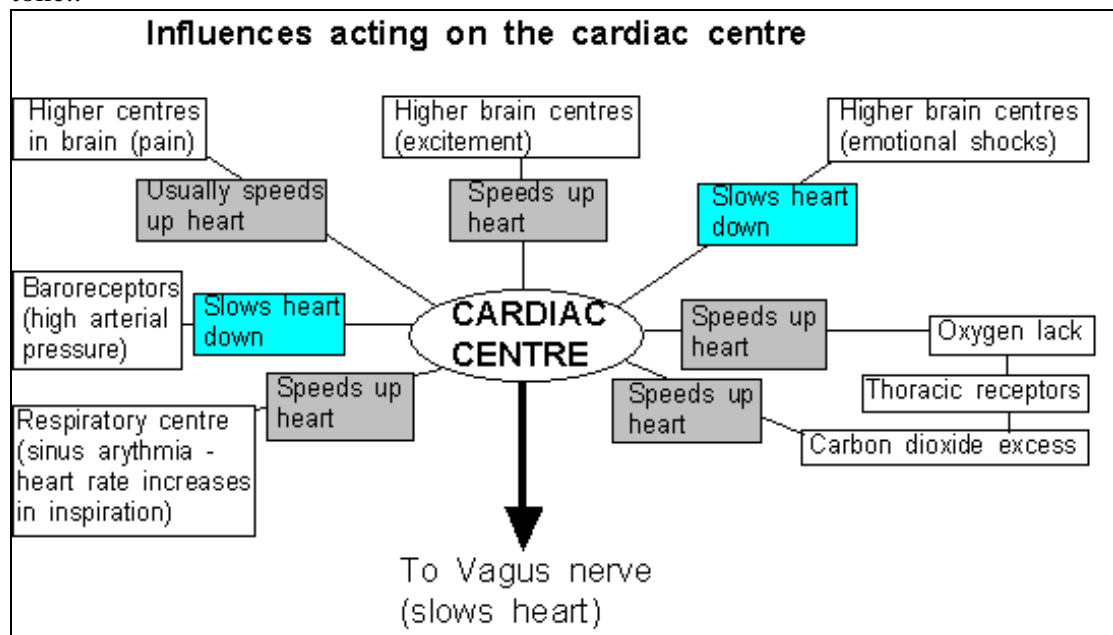 Influences acting on the cardiac centre
Higher centres
in brain (pain)
Higher brain centres
(excitement)
Higher brain centres
(emotional shocks)
Usually speeds
up heart
Speeds up
heart
Slows heart
down
Baroreceptors
(high arterial
pressure)
Slows heart
down
CARDIAC
CENTRE
Speeds up
heart
Oxygen lack
Thoracic receptors
Carbon dioxide excess
Speeds up
heart
Speeds up
heart
Respiratory centre
(sinus arythmia -
heart rate increases
in inspiration)
To Vagus nerve
(slows heart)